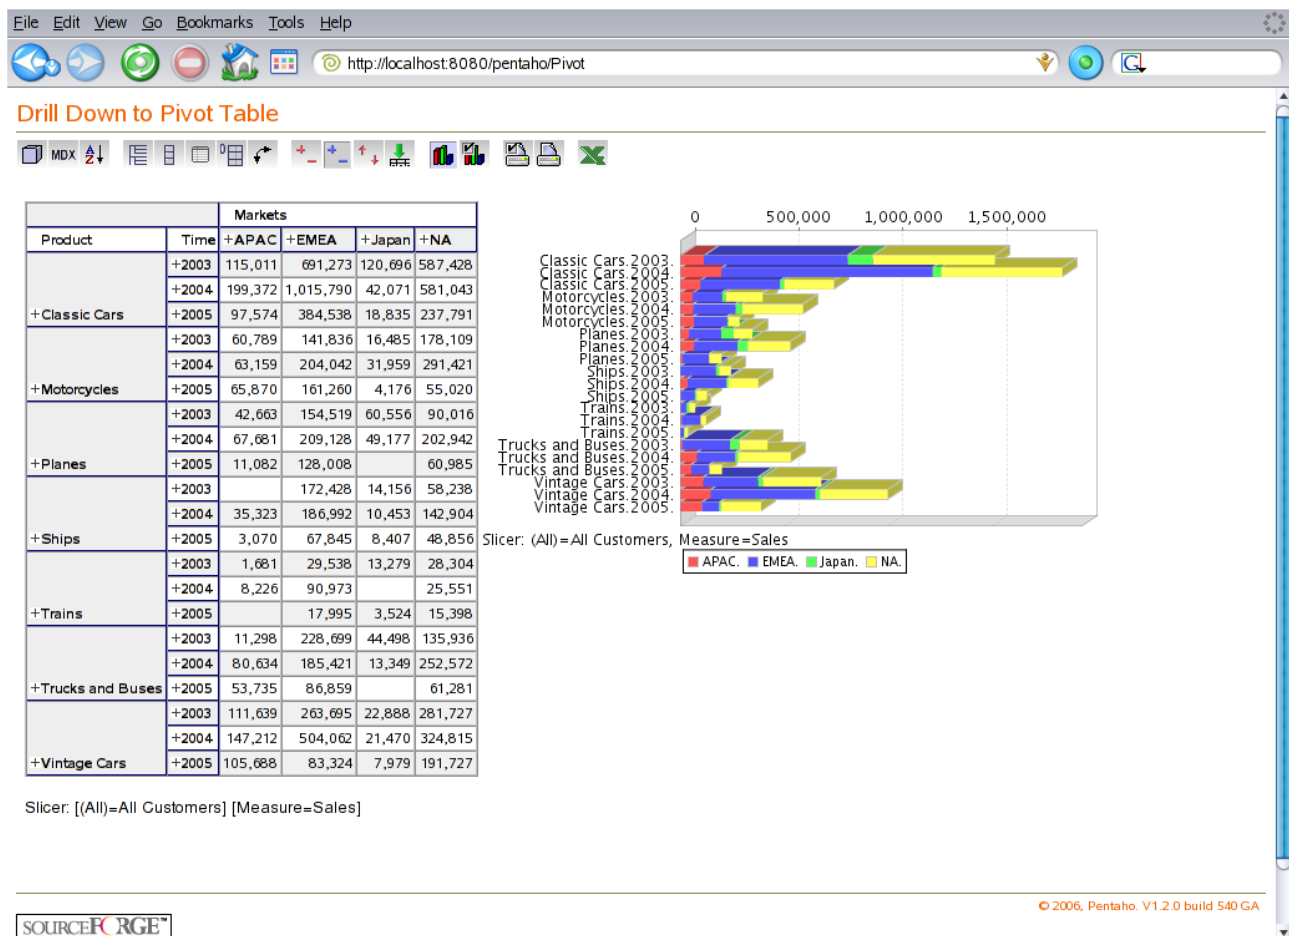 File Edit View Go Bookmarks Tools Help
http://localhost:8080/pentaho/Pivot
G
Drill Down to Pivot Table
MDX A Z
Markets
Product Time +APAC +EMEA +Japan +NA
+2003 115,011 691,273 120,696 587,428
+2004 199,372 1,015,790 42,071 581,043
+Classic Cars +2005 97,574 384,538 18,835 237,791
+2003 60,789 141,836 16,485 178,109
+2004 63,159 204,042 31,959 291,421
+Motorcycles +2005 65,870 161,260 4,176 55,020
+2003 42,663 154,519 60,556 90,016
+2004 67,681 209,128 49,177 202,942
+Planes +2005 11,082 128,008 60,985
+2003 172,428 14,156 58,238
+2004 35,323 186,992 10,453 142,904
+Ships +2005 3,070 67,845 8,407 48,856
+2003 1,681 29,538 13,279 28,304
+2004 8,226 90,973 25,551
+Trains +2005 17,995 3,524 15,398
+2003 11,298 228,699 44,498 135,936
+2004 80,634 185,421 13,349 252,572
+Trucks and Buses +2005 53,735 86,859 61,281
+2003 111,639 263,695 22,888 281,727
+2004 147,212 504,062 21,470 324,815
+Vintage Cars +2005 105,688 83,324 7,979 191,727
Slicer: [(All)=All Customers] [Measure=Sales]
0 500,000 1,000,000 1,500,000
Classic Cars.2003.
Classic Cars.2004.
Classic Cars.2005.
Motorcycles.2003.
Motorcycles.2004.
Motorcycles.2005.
Planes.2003.
Planes.2004.
Planes.2005.
Ships.2003.
Ships.2004.
Ships.2005.
Trains.2003.
Trains.2004.
Trains.2005.
Trucks and Buses.2003.
Trucks and Buses.2004.
Trucks and Buses.2005.
Vintage Cars.2003.
Vintage Cars.2004.
Vintage Cars.2005.
Slicer: (All)=All Customers, Measure=Sales
APAC. EMEA. Japan. NA.
© 2006, Pentaho. V1.2.0 build 540 GA
SOURCEFORGE™